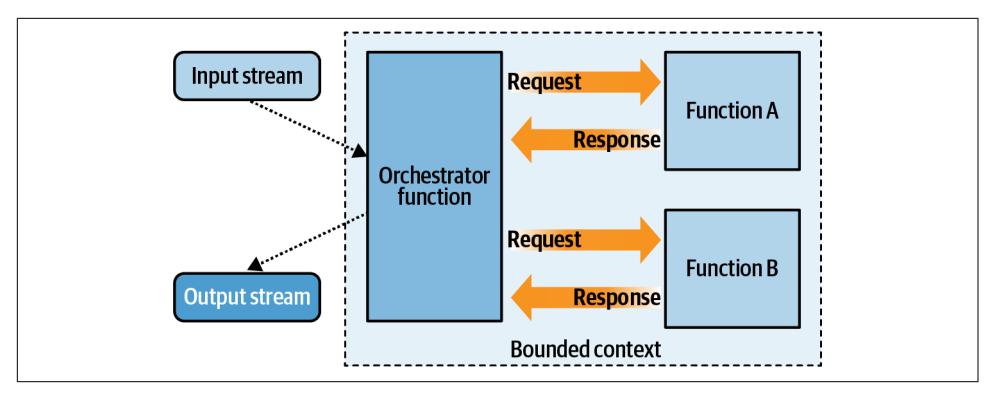 Input stream
Output stream
Orchestrator
function
Request
Response
Function A
Request
Response
Function B
Bounded context